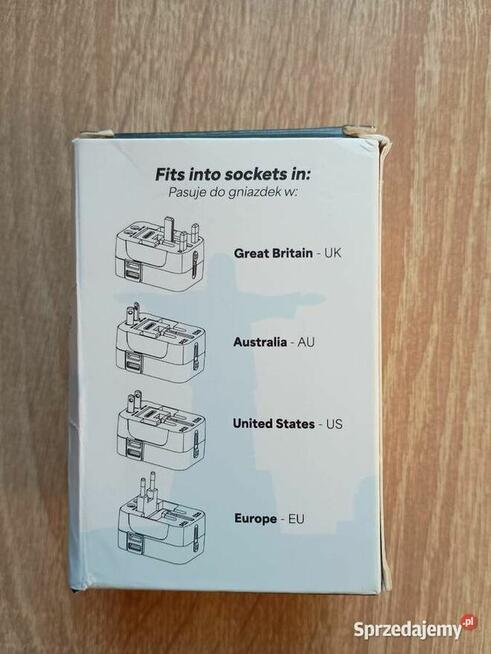 Fits into sockets in:
Pasuje do gniazdek w:
Great Britain - UK
Australia - AU
United States - US
Europe - EU
Sprzedajemy.pl